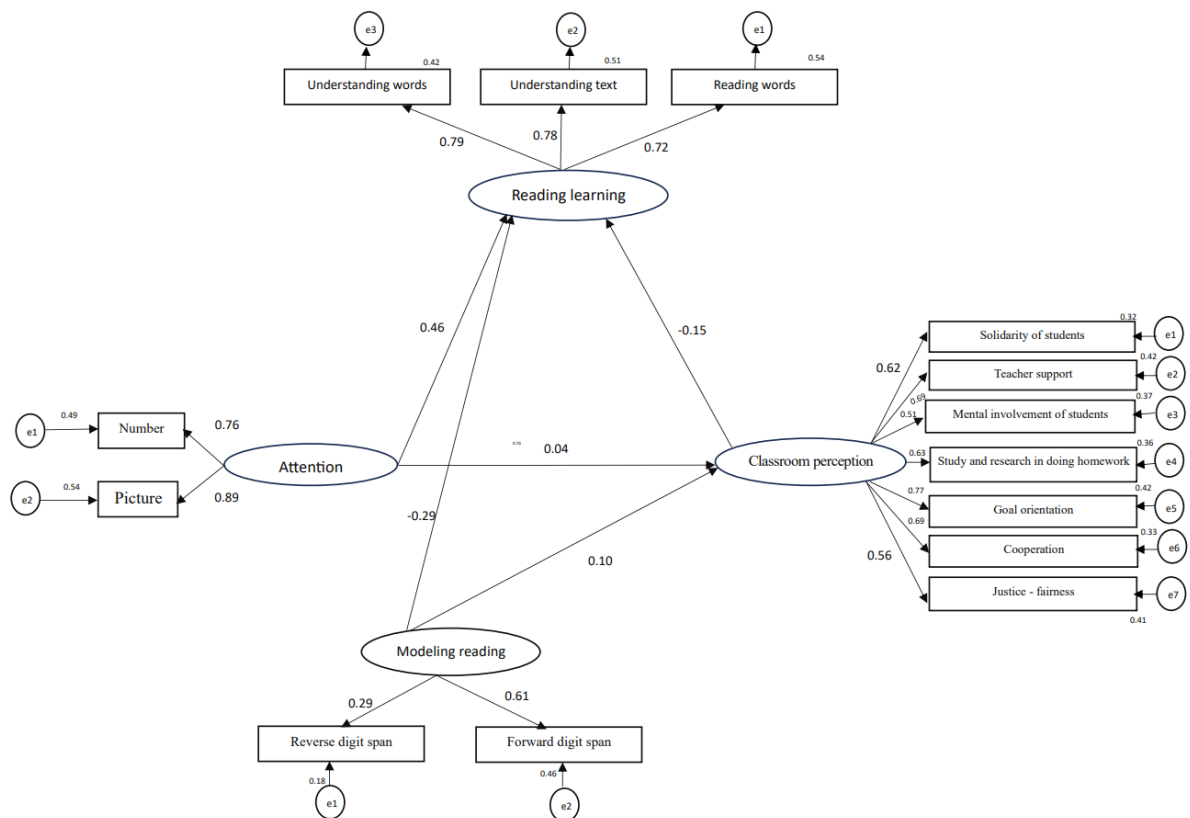 e3
e2
e1
0.42
0.51
0.54
Understanding words
Understanding text
Reading words
0.79
0.78
0.72
Reading learning
0.46
-0.15
-0.29
0.32
Solidarity of students
e1
0.62
0.42
Teacher support
e2
0.69
0.37
Mental involvement of students
e3
0.51
0.36
Study and research in doing homework
e4
0.63
0.42
Goal orientation
e5
0.77
0.33
Cooperation
e6
0.69
Justice - fairness
e7
0.56
0.41
e1
0.49
Number
0.76
Attention
0.04
Classroom perception
e2
0.54
Picture
0.89
0.10
Modeling reading
0.29
0.61
Reverse digit span
Forward digit span
0.18
0.46
e1
e2